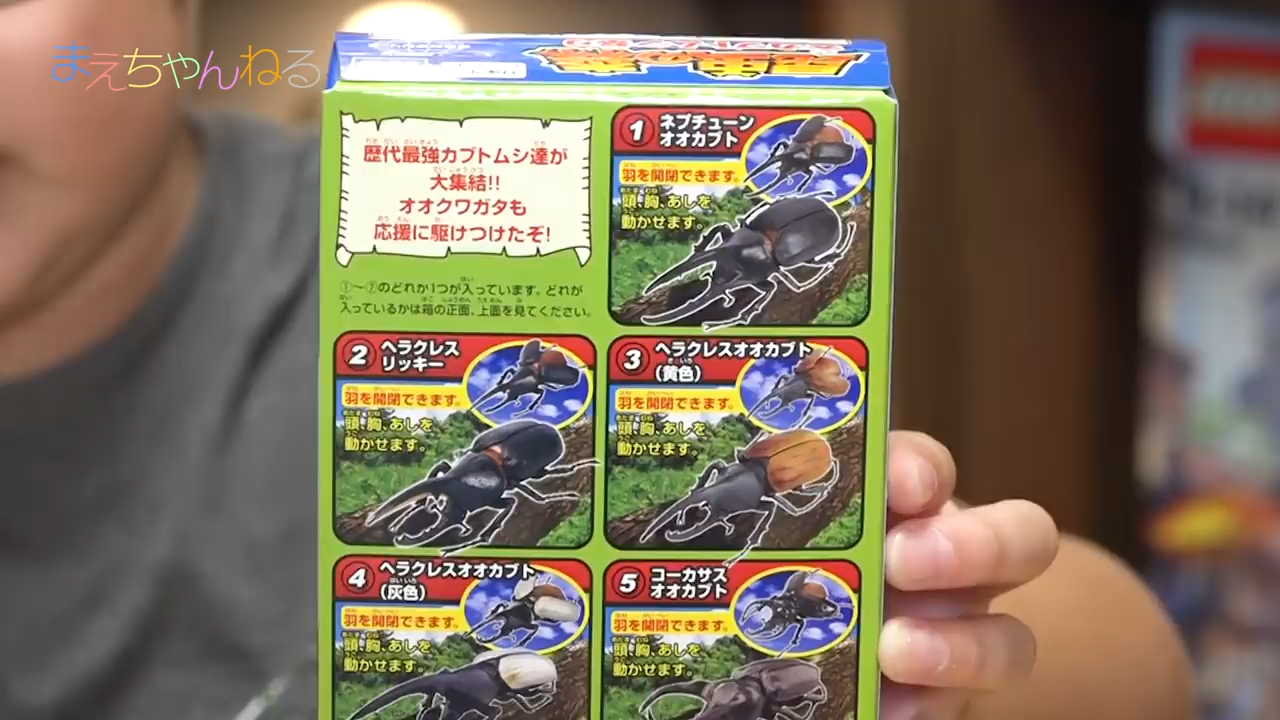 まえちゃんねる
歴代最強カブトムシ達が
大集結!!
オオクワガタも
応援に駆けつけたぞ!
①〜⑦のどれか1つが入っています。どれが
入っているかは箱の正面、上面を見てください。
1 ネプチューン
オオカブト
羽を開閉できます。
頭、胸、あしを
動かせます。
2 ヘラクレス
リッキー
羽を開閉できます。
頭、胸、あしを
動かせます。
3 ヘラクレスオオカブト
(黄色)
羽を開閉できます。
頭、胸、あしを
動かせます。
4 ヘラクレスオオカブト
(灰色)
羽を開閉できます。
頭、胸、あしを
動かせます。
5 コーカサス
オオカブト
羽を開閉できます。
頭、胸、あしを
動かせます。